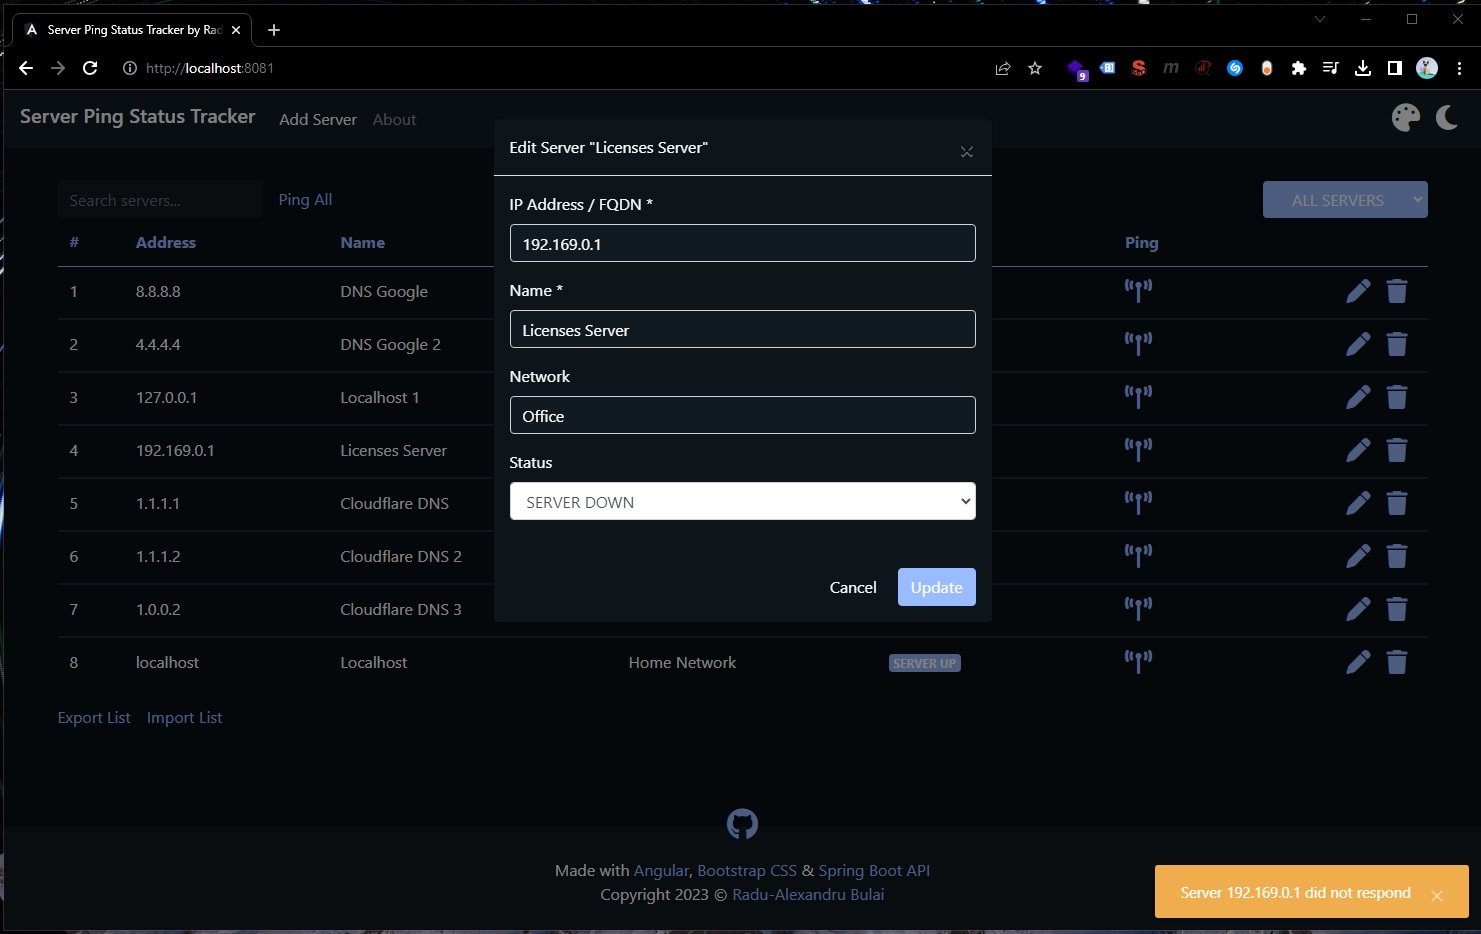 Server Ping Status Tracker by Rad
http://localhost:8081
9
Server Ping Status Tracker
Add Server
About
Edit Server "Licenses Server"
IP Address / FQDN *
192.169.0.1
Name *
Licenses Server
Network
Office
Status
SERVER DOWN
Cancel
Update
Search servers...
Ping All
ALL SERVERS
# Address Name Ping
1 8.8.8.8 DNS Google
2 4.4.4.4 DNS Google 2
3 127.0.0.1 Localhost 1
4 192.169.0.1 Licenses Server
5 1.1.1.1 Cloudflare DNS
6 1.1.1.2 Cloudflare DNS 2
7 1.0.0.2 Cloudflare DNS 3
8 localhost Localhost Home Network SERVER UP
Export List Import List
Made with Angular, Bootstrap CSS & Spring Boot API
Copyright 2023 © Radu-Alexandru Bulai
Server 192.169.0.1 did not respond